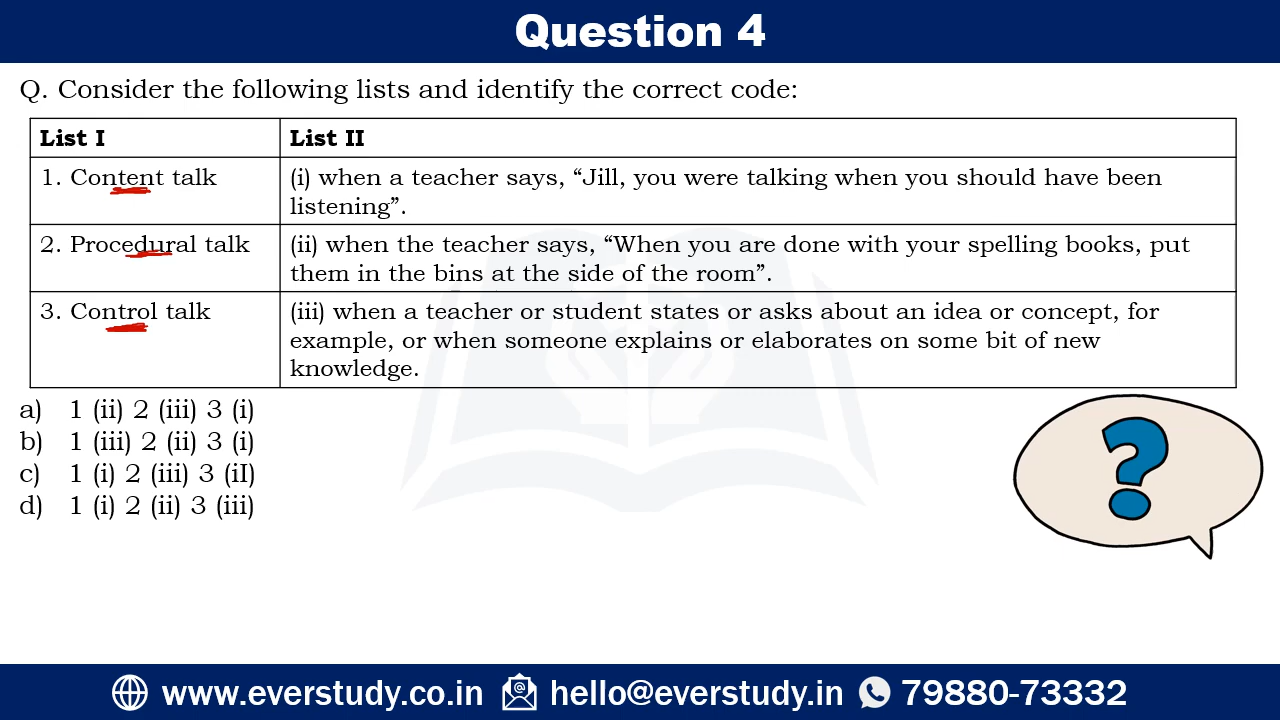 Question 4
Q. Consider the following lists and identify the correct code:
List I
List II
1. Content talk
(i) when a teacher says, “Jill, you were talking when you should have been
listening”.
2. Procedural talk
(ii) when the teacher says, “When you are done with your spelling books, put
them in the bins at the side of the room”.
3. Control talk
(iii) when a teacher or student states or asks about an idea or concept, for
example, or when someone explains or elaborates on some bit of new
knowledge.
a) 1 (ii) 2 (iii) 3 (i)
b) 1 (iii) 2 (ii) 3 (i)
c) 1 (i) 2 (iii) 3 (iI)
d) 1 (i) 2 (ii) 3 (iii)
?
www.everstudy.co.in hello@everstudy.in 79880-73332